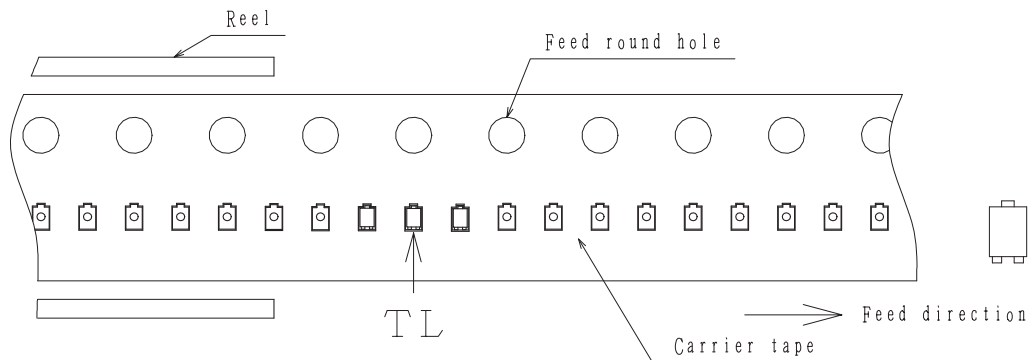 Reel
Feed round hole
TL
Feed direction
Carrier tape